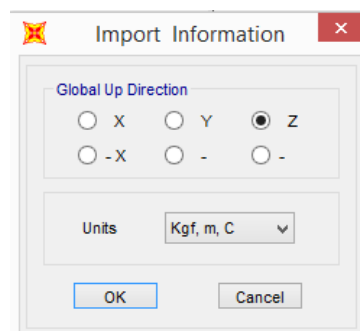 Import Information
Global Up Direction
X Y Z
- X - -
Units Kgf, m, C
OK Cancel